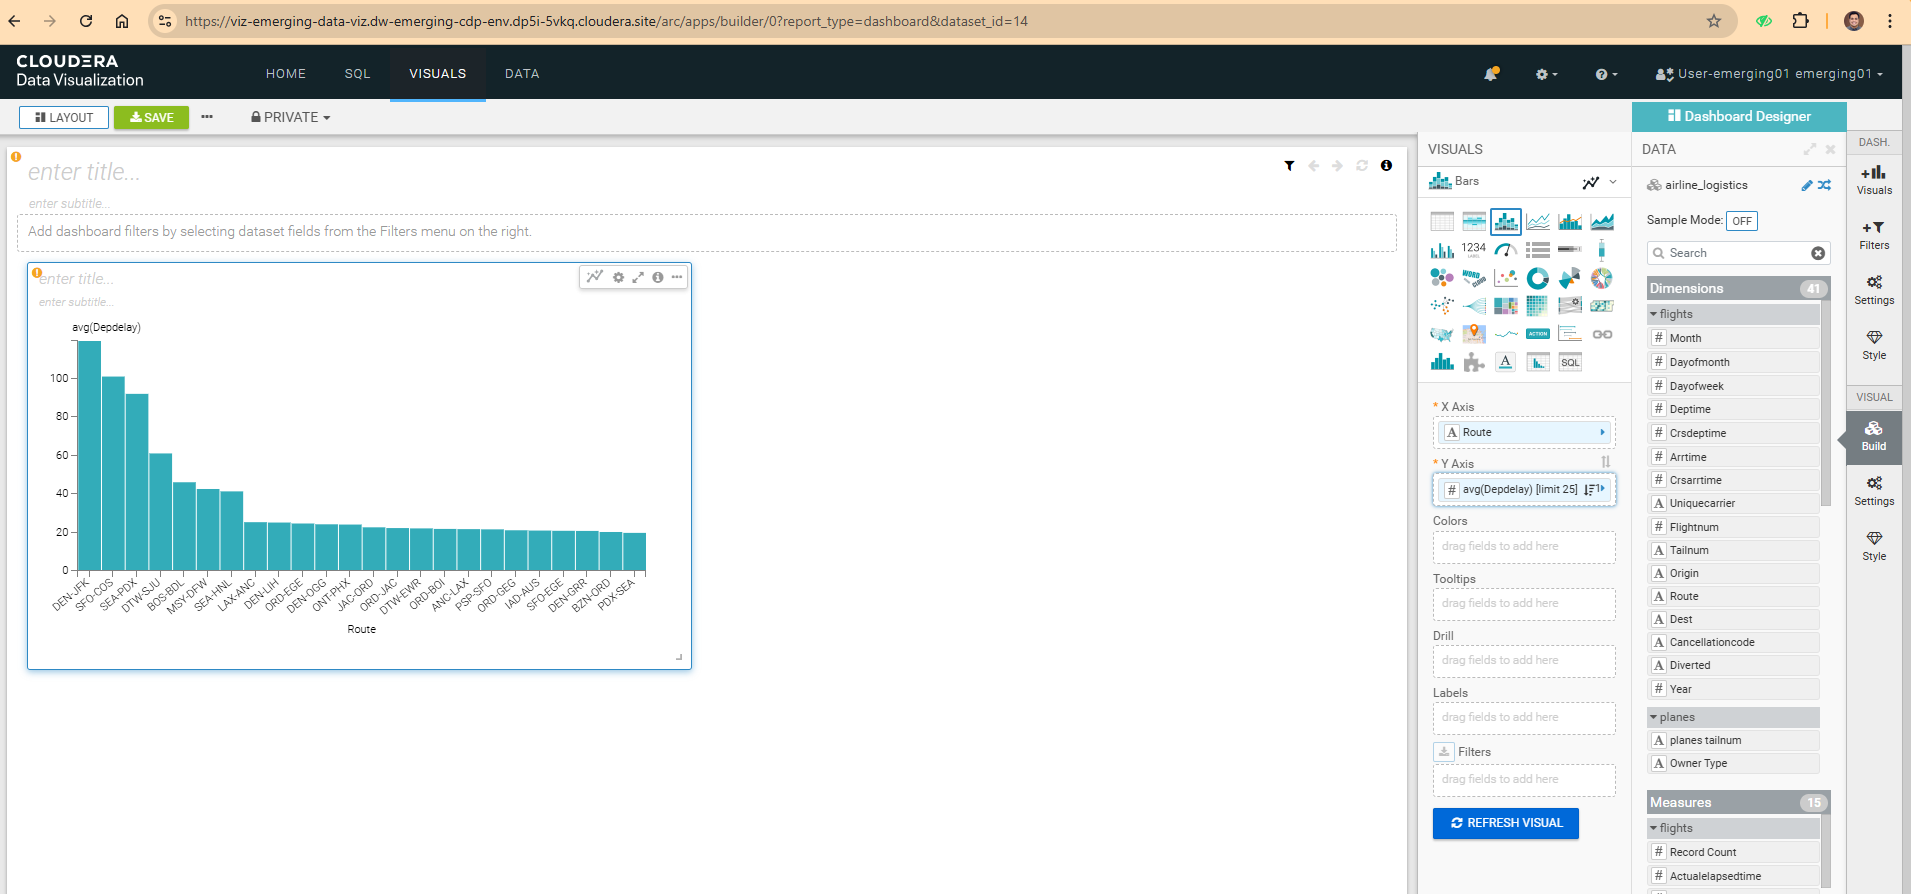 https://viz-emerging-data-viz.dw-emerging-cdp-env.dp5i-5vkq.cloudera.site/arc/apps/builder/0?report_type=dashboard&dataset_id=14
CLOUDERA
Data Visualization
HOME
SQL
VISUALS
DATA
User-emerging01 emerging01
LAYOUT
SAVE
PRIVATE
Dashboard Designer
enter title...
enter subtitle...
Add dashboard filters by selecting dataset fields from the Filters menu on the right.
enter title...
enter subtitle...
avg(Depdelay)
100
80
60
40
20
0
DEN-JFK
SFO-COS
SEA-PDX
DTW-SJU
BOS-BDL
MSY-DFW
SEA-HNL
LAX-ANC
DEN-LIH
ORD-EGE
DEN-OGG
ONT-PHX
JAC-ORD
ORD-JAC
DTW-EWR
ORD-BOI
ANC-LAX
PSP-SFO
ORD-GEG
IAD-AUS
SFO-EGE
DEN-GRR
BZN-ORD
PDX-SEA
Route
VISUALS
Bars
1234
LABEL
WORD
CLOUD
ACTION
A
SQL
* X Axis
A Route
* Y Axis
# avg(Depdelay) [limit 25] 1
Colors
drag fields to add here
Tooltips
drag fields to add here
Drill
drag fields to add here
Labels
drag fields to add here
Filters
drag fields to add here
REFRESH VISUAL
DATA
airline_logistics
Sample Mode: OFF
Search
Dimensions 41
flights
# Month
# Dayofmonth
# Dayofweek
# Deptime
# Crsdeptime
# Arrtime
# Crsarrtime
A Uniquecarrier
# Flightnum
A Tailnum
A Origin
A Route
A Dest
A Cancellationcode
A Diverted
# Year
planes
A planes tailnum
A Owner Type
Measures 15
flights
# Record Count
# Actualelapsedtime
DASH.
Visuals
Filters
Settings
Style
VISUAL
Build
Settings
Style